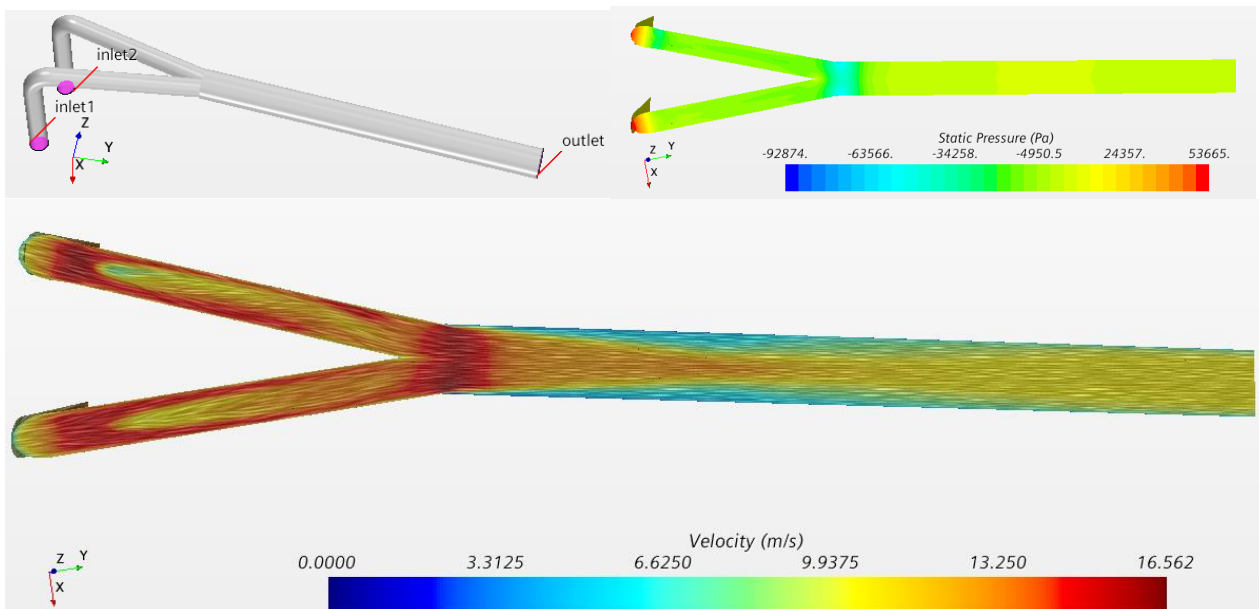 inlet2
inlet1
Z
Y
X
outlet
Z
Y
X
Static Pressure (Pa)
-92874. -63566. -34258. -4950.5 24357. 53665.
Z
Y
X
Velocity (m/s)
0.0000 3.3125 6.6250 9.9375 13.250 16.562